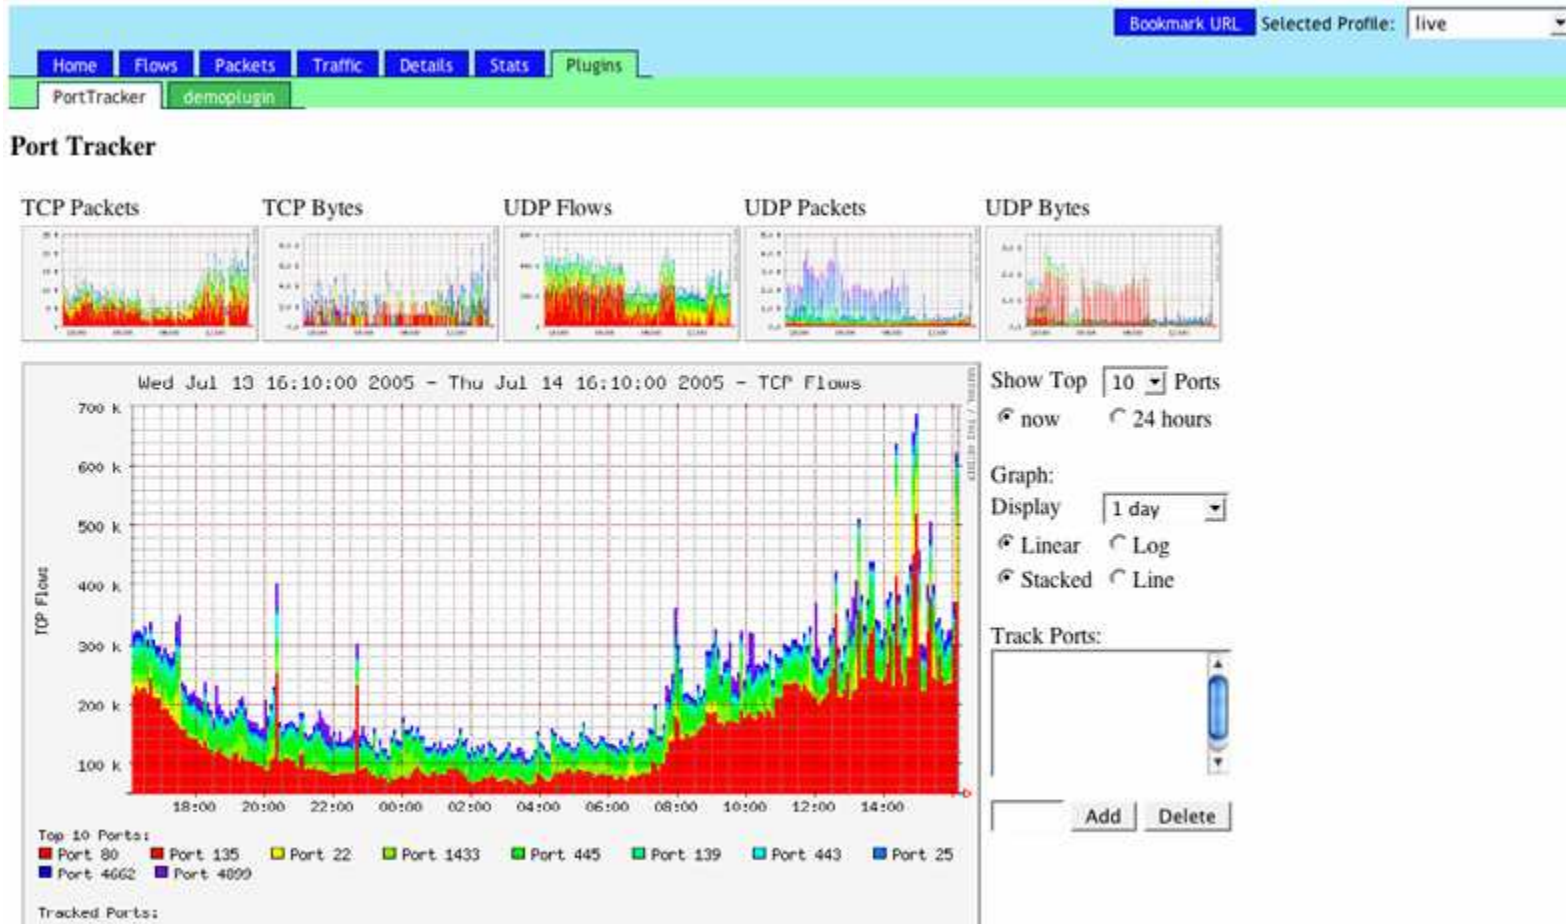 Bookmark URL Selected Profile: live
Home Flows Packets Traffic Details Stats Plugins
PortTracker demoplugin
Port Tracker
TCP Packets TCP Bytes UDP Flows UDP Packets UDP Bytes
Wed Jul 13 16:10:00 2005 - Thu Jul 14 16:10:00 2005 - TCP Flows
700 k
600 k
500 k
400 k
300 k
200 k
100 k
TCP Flows
18:00 20:00 22:00 00:00 02:00 04:00 06:00 08:00 10:00 12:00 14:00
Top 10 Ports:
Port 80 Port 135 Port 22 Port 1433 Port 445 Port 139 Port 443 Port 25
Port 4662 Port 4899
Tracked Ports:
Show Top 10 Ports
now 24 hours
Graph:
Display 1 day
Linear Log
Stacked Line
Track Ports:
Add Delete